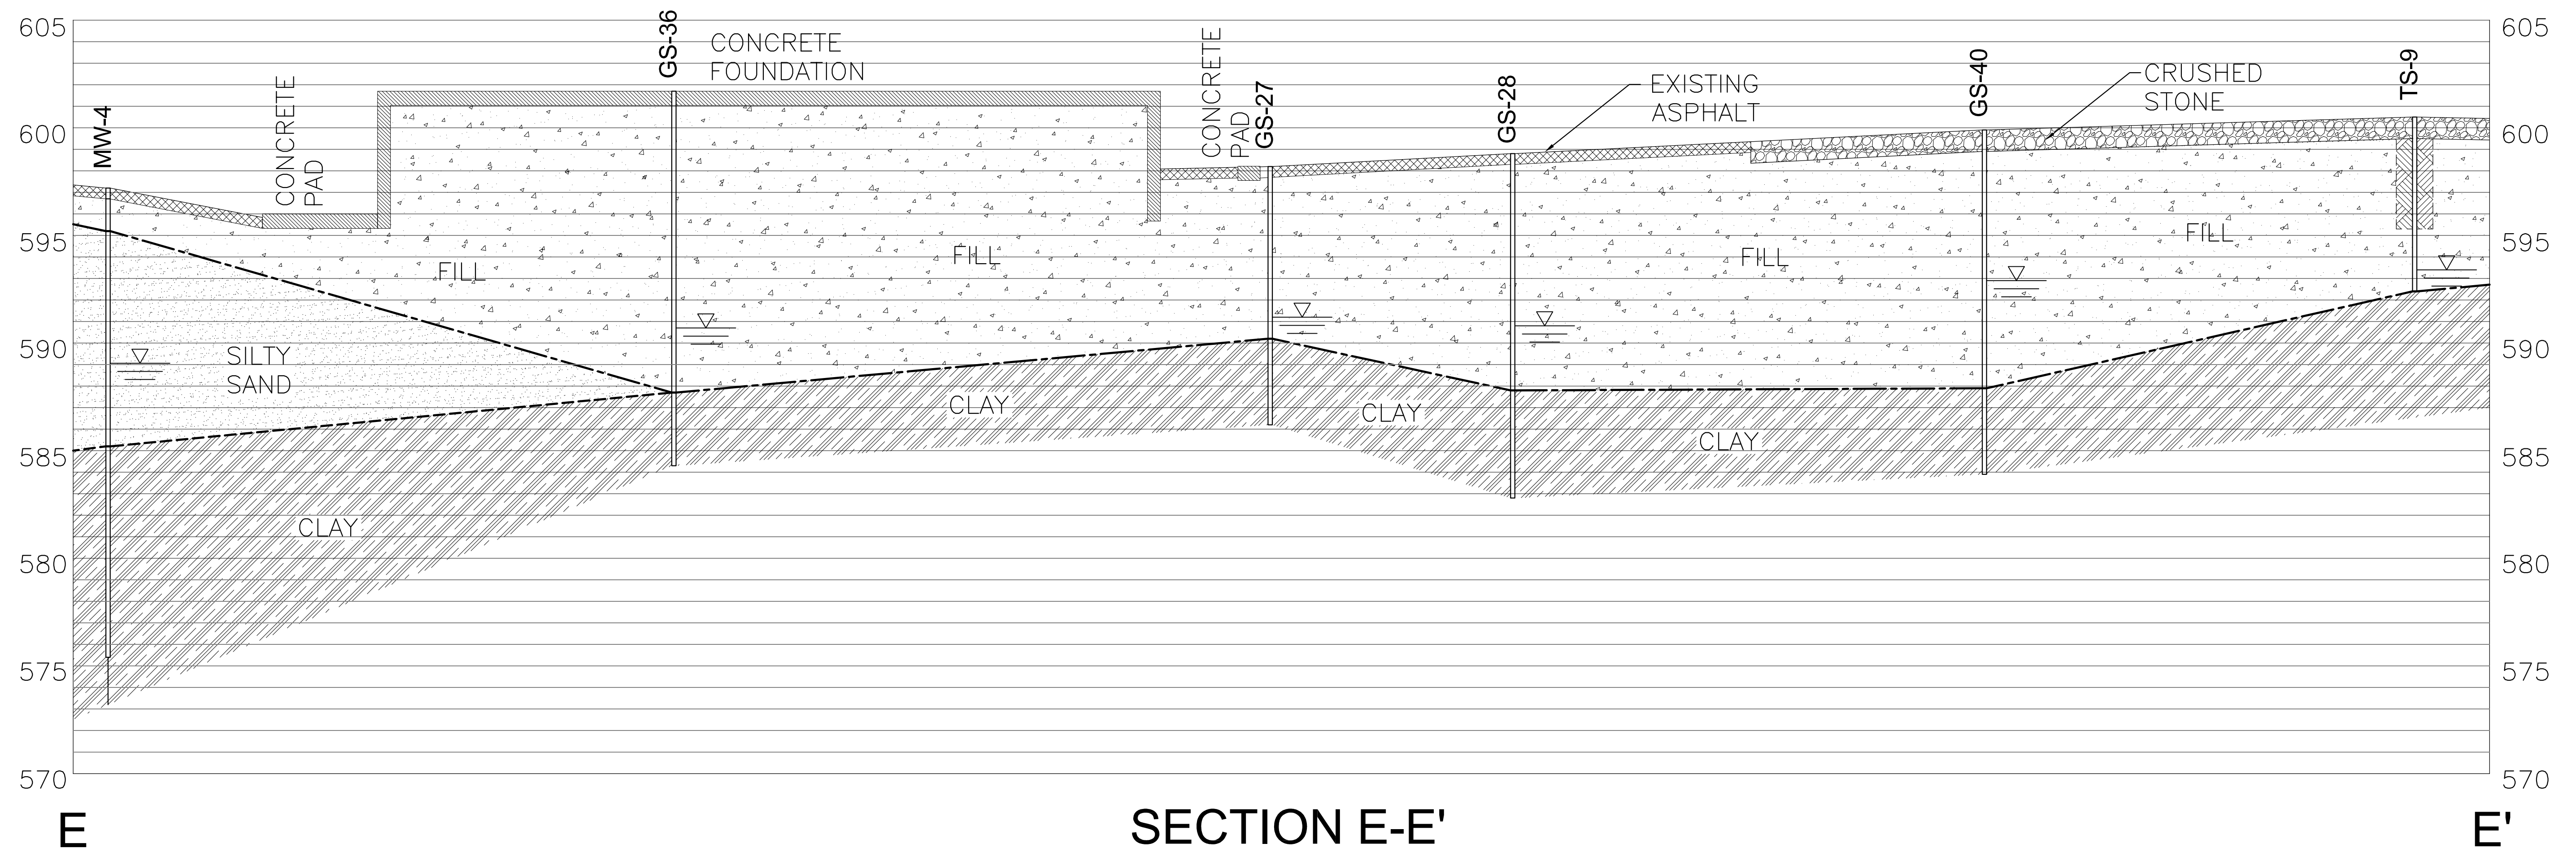 605
605
600
600
595
595
590
590
585
585
580
580
575
575
570
570
MW-4
CONCRETE
PAD
GS-36
CONCRETE
FOUNDATION
CONCRETE
PAD
GS-27
GS-28
EXISTING
ASPHALT
GS-40
CRUSHED
STONE
TS-9
FILL
FILL
FILL
FILL
SILTY
SAND
CLAY
CLAY
CLAY
CLAY
E
SECTION E-E'
E'